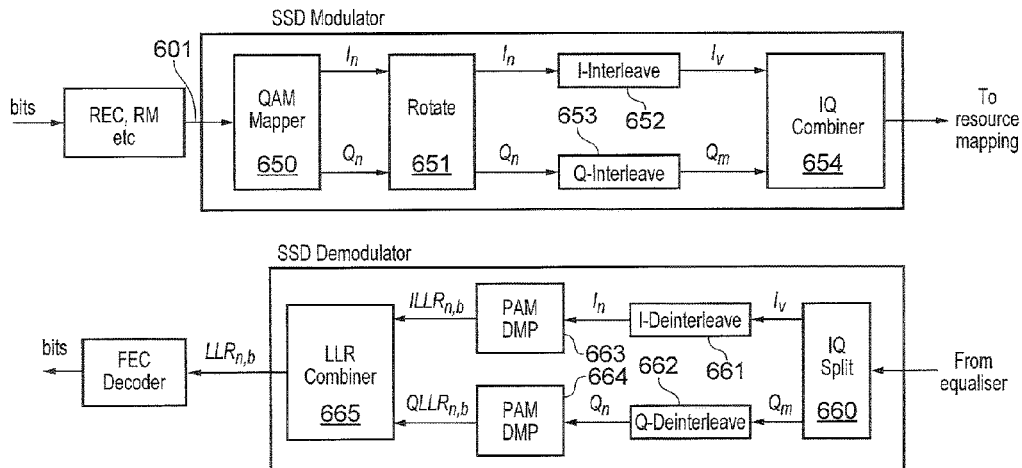 SSD Modulator
601
bits
REC, RM
etc
QAM
Mapper
650
In
Qn
Rotate
651
In
Qn
I-Interleave
652
653
Q-Interleave
Iv
Qm
IQ
Combiner
654
To
resource
mapping
SSD Demodulator
bits
FEC
Decoder
LLRn,b
LLR
Combiner
665
ILLRn,b
QLLRn,b
PAM
DMP
663
664
PAM
DMP
In
Qn
I-Deinterleave
661
662
Q-Deinterleave
Iv
Qm
IQ
Split
660
From
equaliser